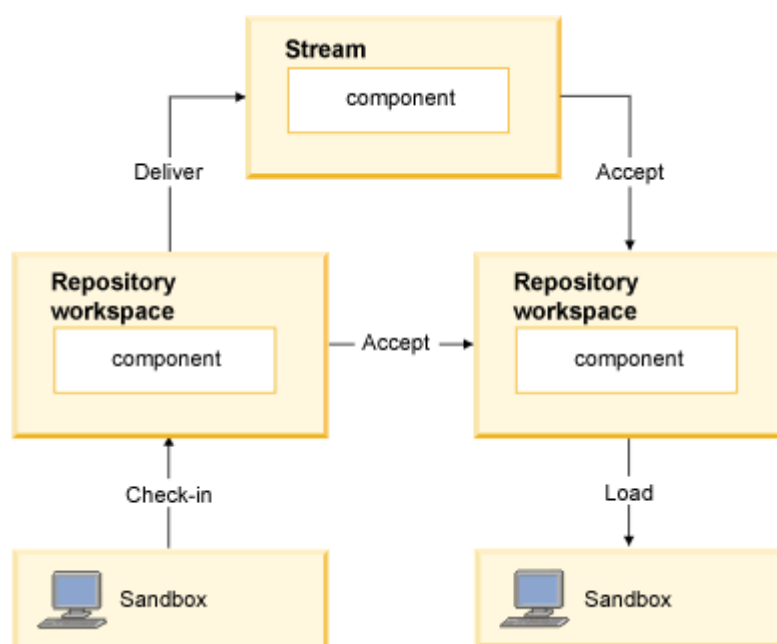 Stream
component
Deliver
Accept
Repository
workspace
component
Accept
Repository
workspace
component
Check-in
Load
Sandbox
Sandbox